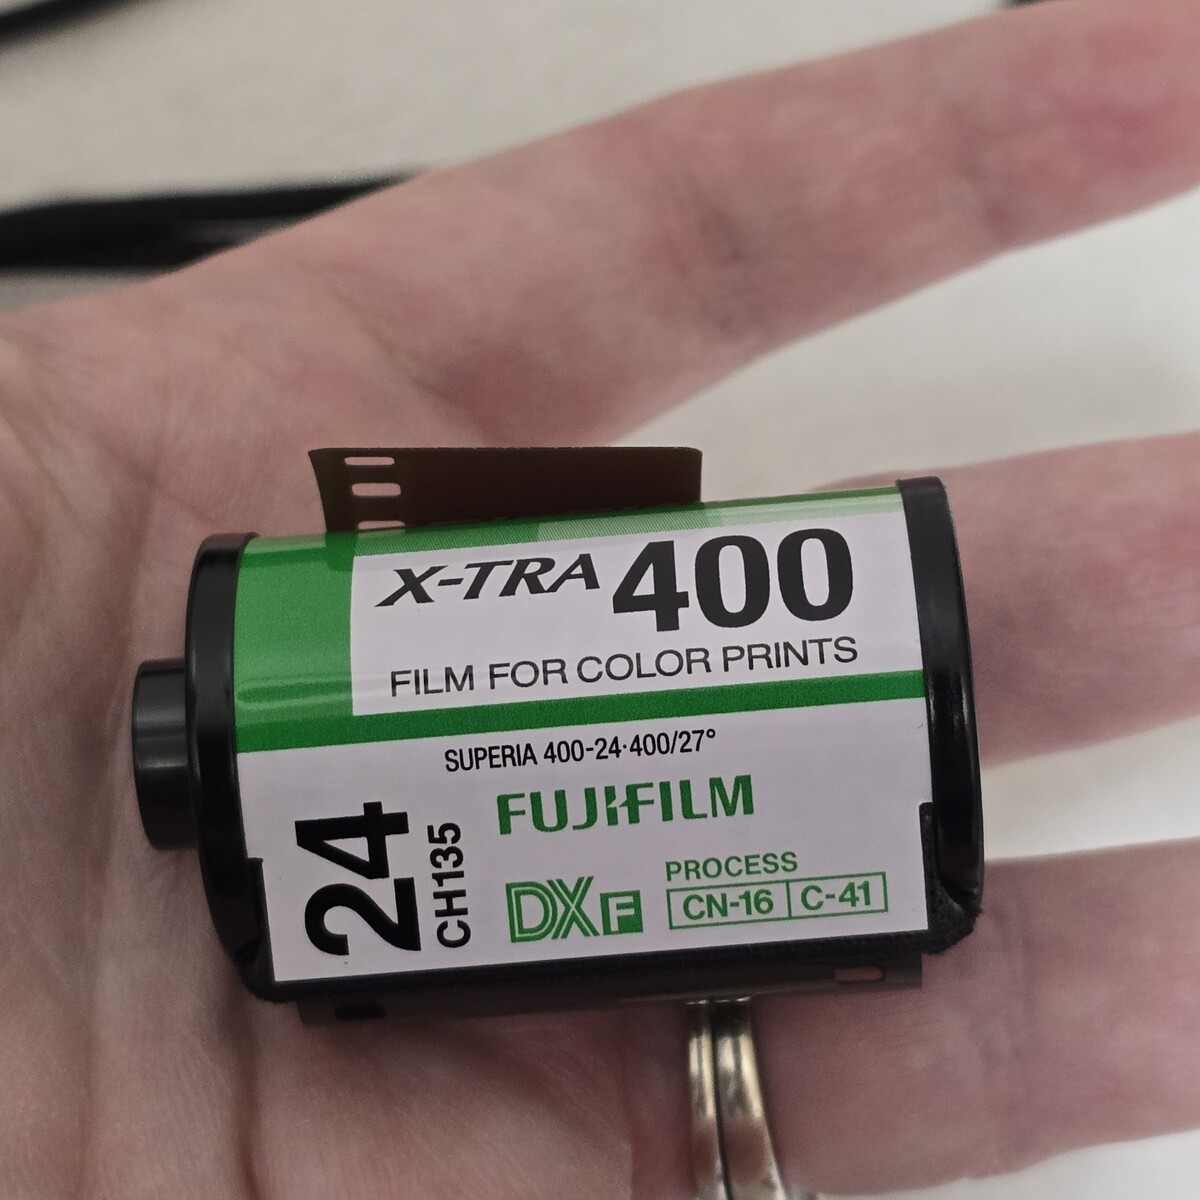 X-TRA 400
FILM FOR COLOR PRINTS
SUPERIA 400-24·400/27°
FUJIFILM
24
CH135
DXF
PROCESS
CN-16 C-41